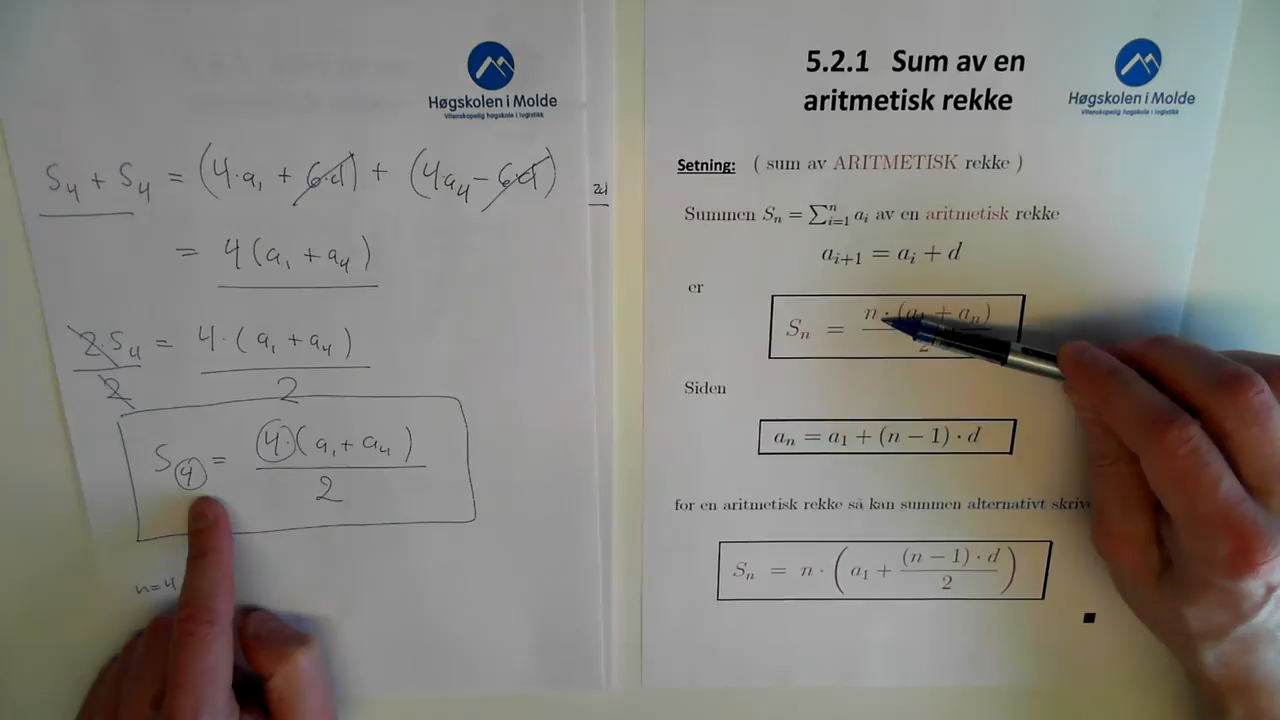 Høgskolen i Molde
Vitenskapelig høgskole i logistikk
S₄ + S₄ = (4·a₁ + 6·d) + (4a₄ − 6·d)
= 4(a₁ + a₄)
2·S₄ / 2 = 4·(a₁ + a₄) / 2
S₄ = 4·(a₁ + a₄) / 2
n=4
5.2.1 Sum av en
aritmetisk rekke
Høgskolen i Molde
Vitenskapelig høgskole i logistikk
Setning: ( sum av ARITMETISK rekke )
Summen Sₙ = ∑ⁿᵢ₌₁ aᵢ av en aritmetisk rekke
aᵢ₊₁ = aᵢ + d
er
Sₙ = n·(a₁ + aₙ) / 2
Siden
aₙ = a₁ + (n − 1) · d
for en aritmetisk rekke så kan summen alternativt skrive
Sₙ = n · ( a₁ + (n − 1) · d / 2 )